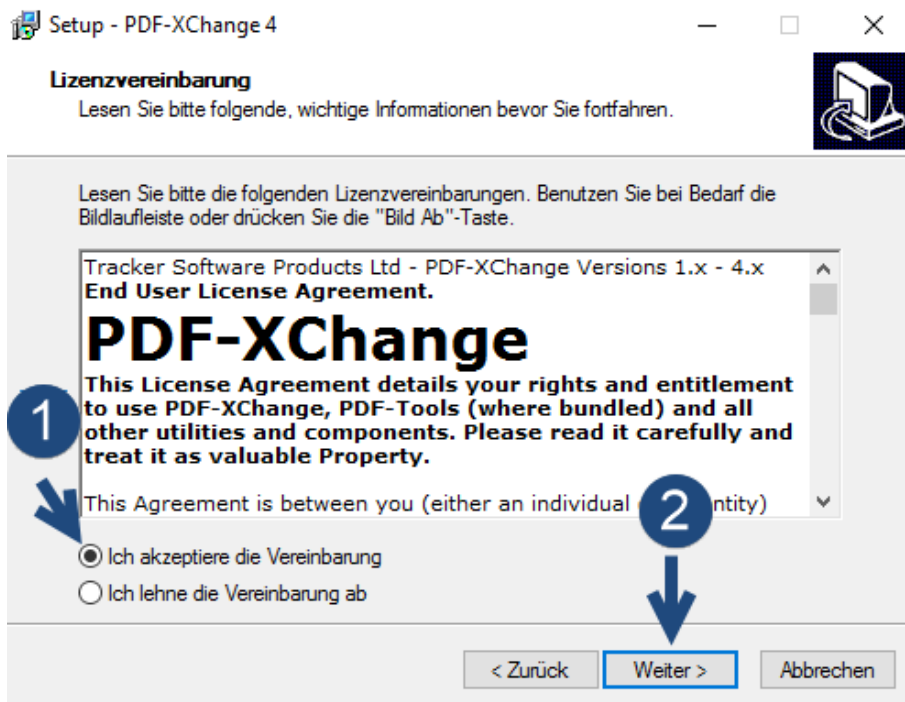 Setup - PDF-XChange 4
Lizenzvereinbarung
Lesen Sie bitte folgende, wichtige Informationen bevor Sie fortfahren.
Lesen Sie bitte die folgenden Lizenzvereinbarungen. Benutzen Sie bei Bedarf die
Bildlaufleiste oder drücken Sie die "Bild Ab"-Taste.
Tracker Software Products Ltd - PDF-XChange Versions 1.x - 4.x
End User License Agreement.
PDF-XChange
This License Agreement details your rights and entitlement
to use PDF-XChange, PDF-Tools (where bundled) and all
other utilities and components. Please read it carefully and
treat it as valuable Property.
This Agreement is between you (either an individual ntity)
1
2
Ich akzeptiere die Vereinbarung
Ich lehne die Vereinbarung ab
< Zurück
Weiter >
Abbrechen